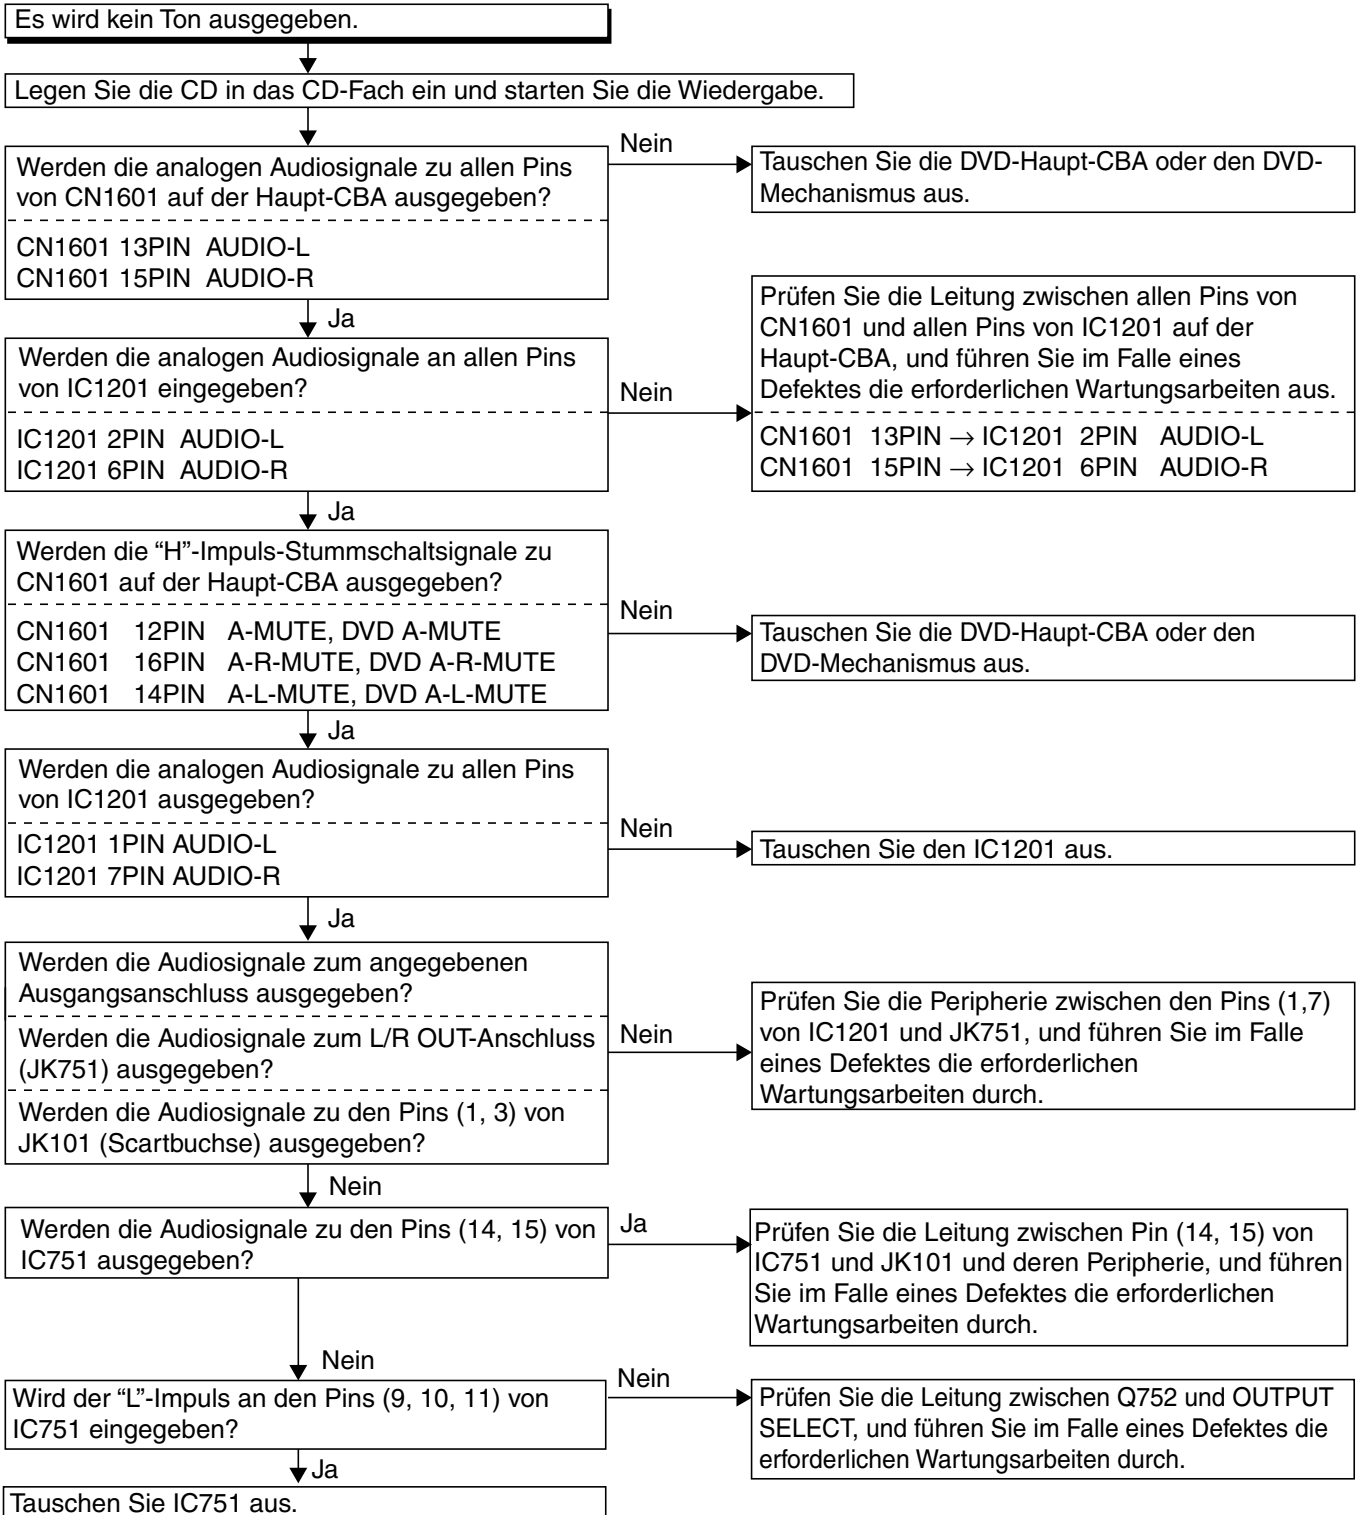 Es wird kein Ton ausgegeben.
Legen Sie die CD in das CD-Fach ein und starten Sie die Wiedergabe.
Werden die analogen Audiosignale zu allen Pins
von CN1601 auf der Haupt-CBA ausgegeben?
CN1601 13PIN AUDIO-L
CN1601 15PIN AUDIO-R
Nein
Tauschen Sie die DVD-Haupt-CBA oder den DVD-
Mechanismus aus.
Ja
Werden die analogen Audiosignale an allen Pins
von IC1201 eingegeben?
IC1201 2PIN AUDIO-L
IC1201 6PIN AUDIO-R
Nein
Prüfen Sie die Leitung zwischen allen Pins von
CN1601 und allen Pins von IC1201 auf der
Haupt-CBA, und führen Sie im Falle eines
Defektes die erforderlichen Wartungsarbeiten aus.
CN1601 13PIN → IC1201 2PIN AUDIO-L
CN1601 15PIN → IC1201 6PIN AUDIO-R
Ja
Werden die “H”-Impuls-Stummschaltsignale zu
CN1601 auf der Haupt-CBA ausgegeben?
CN1601 12PIN A-MUTE, DVD A-MUTE
CN1601 16PIN A-R-MUTE, DVD A-R-MUTE
CN1601 14PIN A-L-MUTE, DVD A-L-MUTE
Nein
Tauschen Sie die DVD-Haupt-CBA oder den
DVD-Mechanismus aus.
Ja
Werden die analogen Audiosignale zu allen Pins
von IC1201 ausgegeben?
IC1201 1PIN AUDIO-L
IC1201 7PIN AUDIO-R
Nein
Tauschen Sie den IC1201 aus.
Ja
Werden die Audiosignale zum angegebenen
Ausgangsanschluss ausgegeben?
Werden die Audiosignale zum L/R OUT-Anschluss
(JK751) ausgegeben?
Werden die Audiosignale zu den Pins (1, 3) von
JK101 (Scartbuchse) ausgegeben?
Nein
Prüfen Sie die Peripherie zwischen den Pins (1,7)
von IC1201 und JK751, und führen Sie im Falle
eines Defektes die erforderlichen
Wartungsarbeiten durch.
Nein
Werden die Audiosignale zu den Pins (14, 15) von
IC751 ausgegeben?
Ja
Prüfen Sie die Leitung zwischen Pin (14, 15) von
IC751 und JK101 und deren Peripherie, und führen
Sie im Falle eines Defektes die erforderlichen
Wartungsarbeiten durch.
Nein
Wird der “L”-Impuls an den Pins (9, 10, 11) von
IC751 eingegeben?
Nein
Prüfen Sie die Leitung zwischen Q752 und OUTPUT
SELECT, und führen Sie im Falle eines Defektes die
erforderlichen Wartungsarbeiten durch.
Ja
Tauschen Sie IC751 aus.